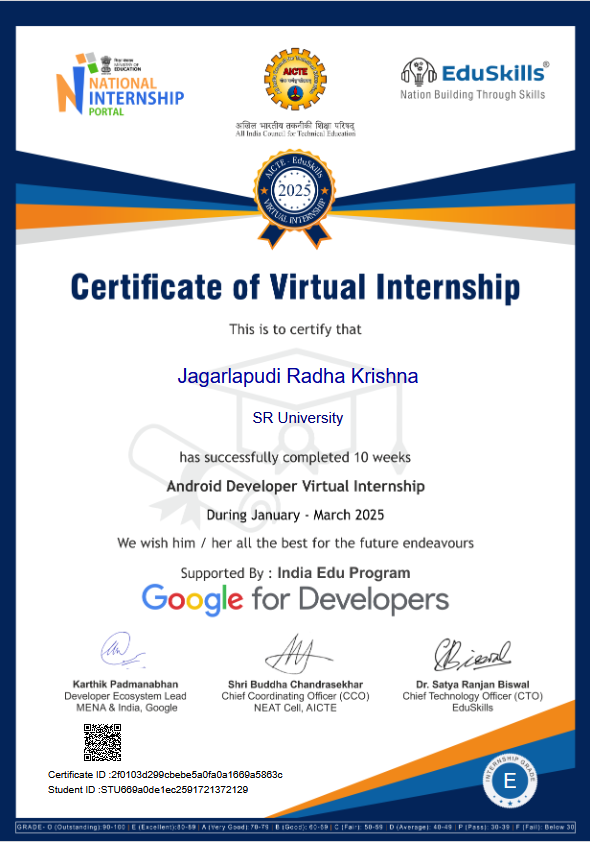 सत्यमेव जयते
MINISTRY OF
EDUCATION
NATIONAL
INTERNSHIP
PORTAL
AICTE
अखिल भारतीय तकनीकी शिक्षा परिषद्
All India Council for Technical Education
EduSkills®
Nation Building Through Skills
AICTE - EduSkills
2025
VIRTUAL INTERNSHIP
Certificate of Virtual Internship
This is to certify that
Jagarlapudi Radha Krishna
SR University
has successfully completed 10 weeks
Android Developer Virtual Internship
During January - March 2025
We wish him / her all the best for the future endeavours
Supported By : India Edu Program
Google for Developers
Karthik Padmanabhan
Developer Ecosystem Lead
MENA & India, Google
Shri Buddha Chandrasekhar
Chief Coordinating Officer (CCO)
NEAT Cell, AICTE
Dr. Satya Ranjan Biswal
Chief Technology Officer (CTO)
EduSkills
Certificate ID :2f0103d299cbebe5a0fa0a1669a5863c
Student ID :STU669a0de1ec2591721372129
INTERNSHIP GRADE
E
GRADE- O (Outstanding):90-100 | E (Excellent):80-89 | A (Very Good):70-79 | B (Good): 60-69 | C (Fair): 50-59 | D (Average): 40-49 | P (Pass): 30-39 | F (Fail): Below 30